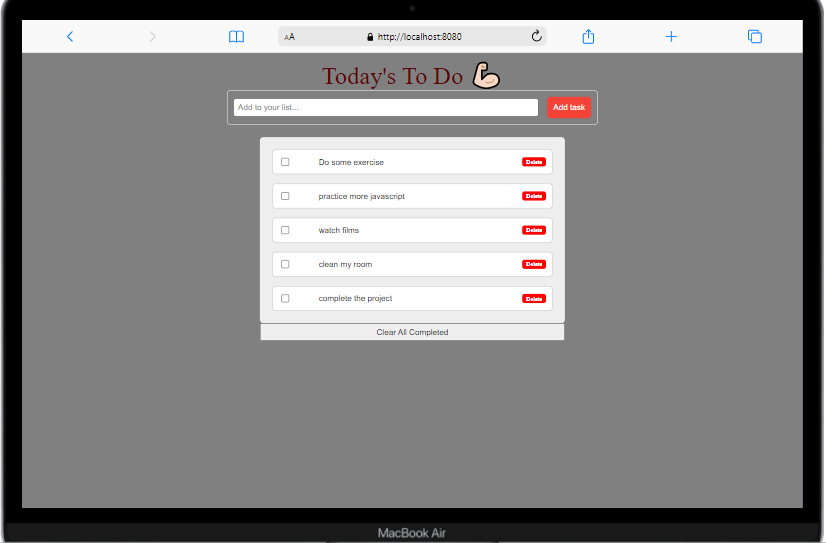 AA
http://localhost:8080
Today's To Do 💪🏻
Add to your list...
Add task
Do some exercise
Delete
practice more javascript
Delete
watch films
Delete
clean my room
Delete
complete the project
Delete
Clear All Completed
MacBook Air